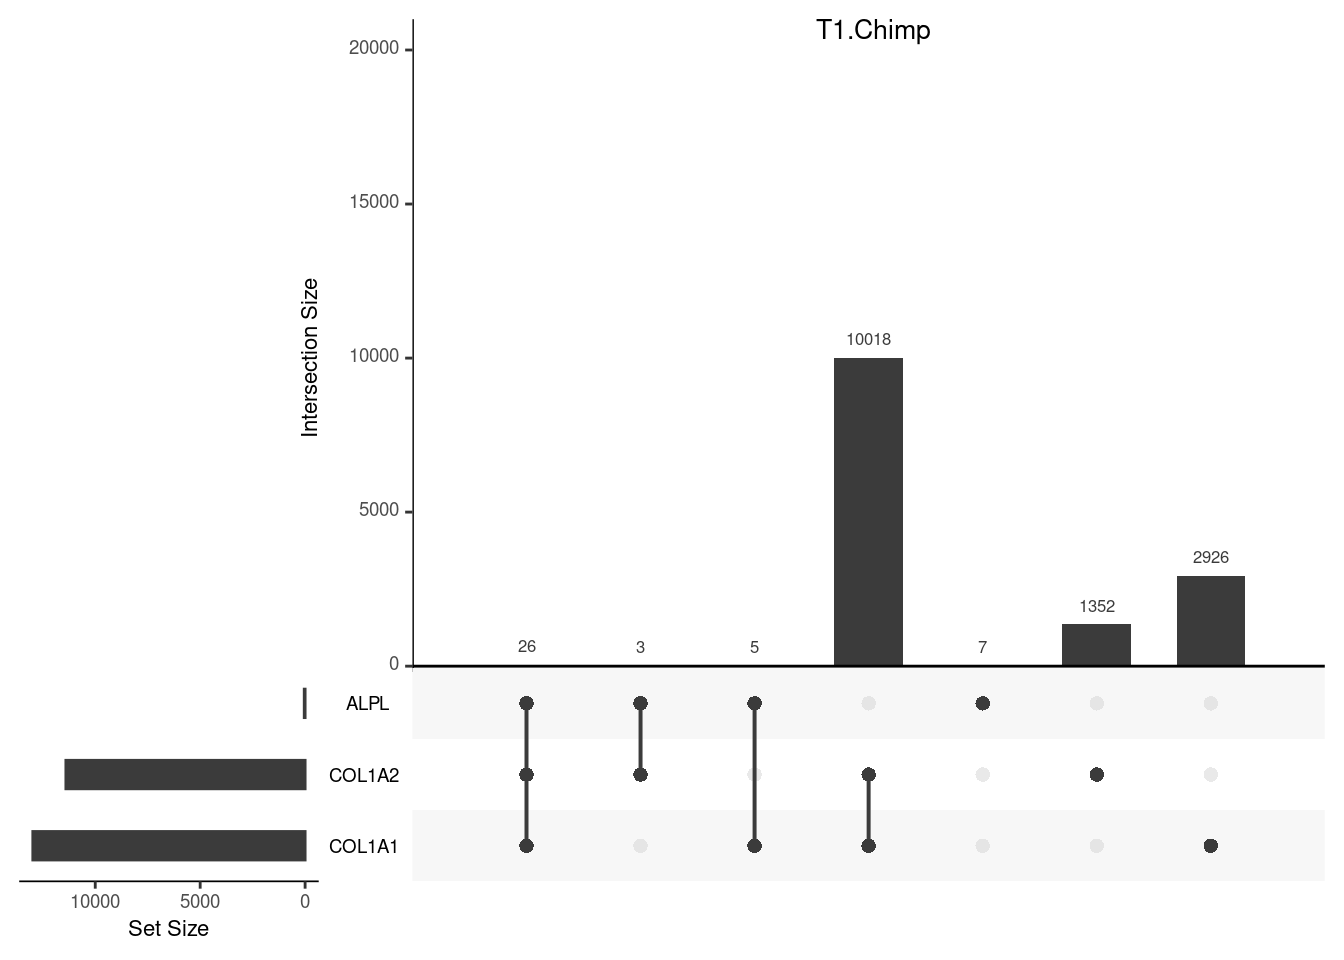 T1.Chimp
20000
15000
10000
5000
0
Intersection Size
10018
2926
1352
26
3
5
7
ALPL
COL1A2
COL1A1
10000 5000 0
Set Size